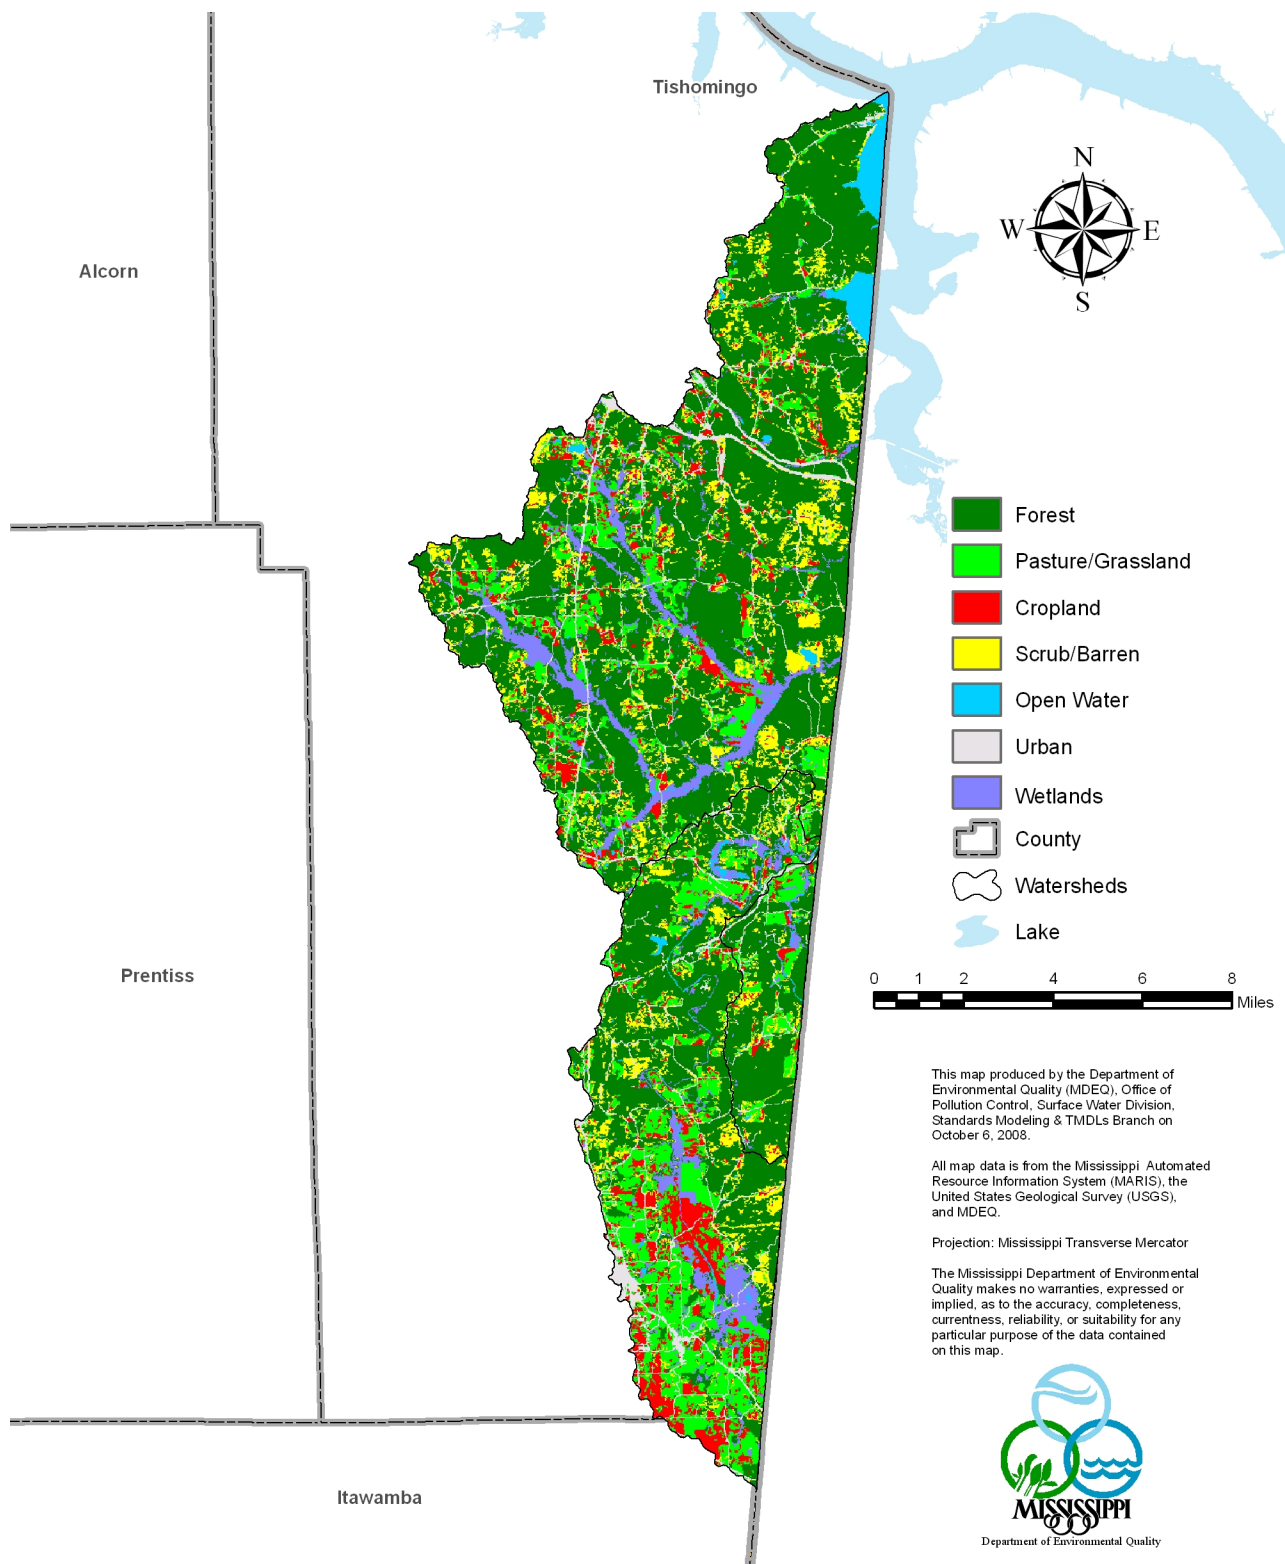 Tishomingo
N
W
E
S
Alcorn
Forest
Pasture/Grassland
Cropland
Scrub/Barren
Open Water
Urban
Wetlands
County
Watersheds
Lake
Prentiss
0 1 2 4 6 8
Miles
This map produced by the Department of
Environmental Quality (MDEQ), Office of
Pollution Control, Surface Water Division,
Standards Modeling & TMDLs Branch on
October 6, 2008.
All map data is from the Mississippi Automated
Resource Information System (MARIS), the
United States Geological Survey (USGS),
and MDEQ.
Projection: Mississippi Transverse Mercator
The Mississippi Department of Environmental
Quality makes no warranties, expressed or
implied, as to the accuracy, completeness,
currentness, reliability, or suitability for any
particular purpose of the data contained
on this map.
Itawamba
MISSISSIPPI
Department of Environmental Quality